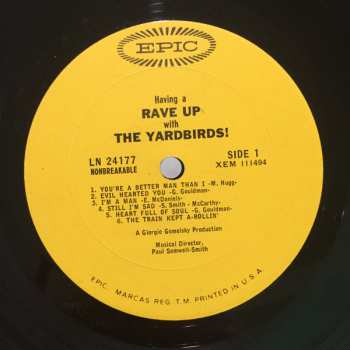 EPIC
Having a
RAVE UP
with
THE YARDBIRDS!
LN 24177
NONBREAKABLE
SIDE 1
XEM 111494
1. YOU'RE A BETTER MAN THAN I -M. Hugg-
2. EVIL HEARTED YOU -G. Gouldman-
3. I'M A MAN -E. McDaniels-
4. STILL I'M SAD -S. Smith - McCarthy-
5. HEART FULL OF SOUL -G. Gouldman-
6. THE TRAIN KEPT A-ROLLIN'
A Giorgio Gomelsky Production
Musical Director,
Paul Samwell-Smith
EPIC. MARCAS REG. T.M. PRINTED IN U.S.A.